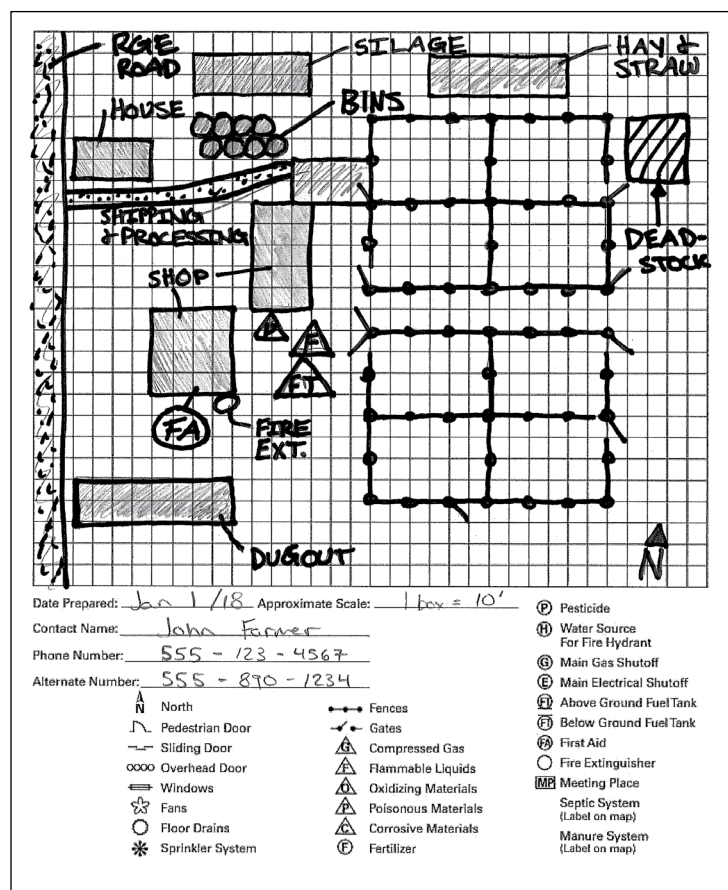 RGE
ROAD
SILAGE
HAY &
STRAW
HOUSE
BINS
SHIPPING
& PROCESSING
DEAD-
STOCK
SHOP
P
F
FT
FA
FIRE
EXT.
DUGOUT
N
Date Prepared: Jan 1/18 Approximate Scale: 1 box = 10'
Contact Name: John Farmer
Phone Number: 555-123-4567
Alternate Number: 555-890-1234
N North
Pedestrian Door
Sliding Door
Overhead Door
Windows
Fans
Floor Drains
Sprinkler System
Fences
Gates
G Compressed Gas
F Flammable Liquids
O Oxidizing Materials
P Poisonous Materials
C Corrosive Materials
F Fertilizer
P Pesticide
H Water Source
For Fire Hydrant
G Main Gas Shutoff
E Main Electrical Shutoff
FT Above Ground Fuel Tank
FT Below Ground Fuel Tank
FA First Aid
Fire Extinguisher
MP Meeting Place
Septic System
(Label on map)
Manure System
(Label on map)